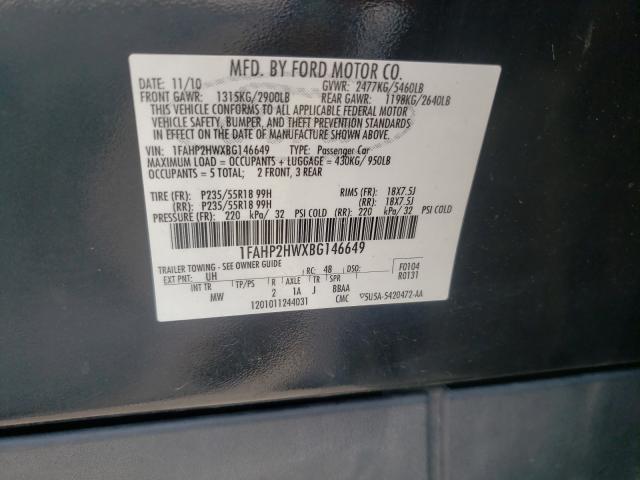 MFD. BY FORD MOTOR CO.
DATE: 11/10 GVWR: 2477KG/5460LB
FRONT GAWR: 1315KG/2900LB REAR GAWR: 1198KG/2640LB
THIS VEHICLE CONFORMS TO ALL APPLICABLE FEDERAL MOTOR
VEHICLE SAFETY, BUMPER, AND THEFT PREVENTION STANDARDS
IN EFFECT ON THE DATE OF MANUFACTURE SHOWN ABOVE.
VIN: 1FAHP2HWXBG146649 TYPE: Passenger Car
MAXIMUM LOAD = OCCUPANTS + LUGGAGE = 430KG/950LB
OCCUPANTS = 5 TOTAL: 2 FRONT, 3 REAR
TIRE (FR): P235/55R18 99H RIMS (FR): 18X7.5J
(RR): P235/55R18 99H (RR): 18X7.5J
PRESSURE (FR): 220 kPa/ 32 PSI COLD (RR): 220 kPa/ 32 PSI COLD
1FAHP2HWXBG146649
TRAILER TOWING - SEE OWNER GUIDE
EXT PNT: UH RC: 48 DSO: F0104
R0131
INT TR TP/PS R AXLE TR SPR
MW 2 1A J BBAA
1201011244031 CMC 5U5A-5420472-AA